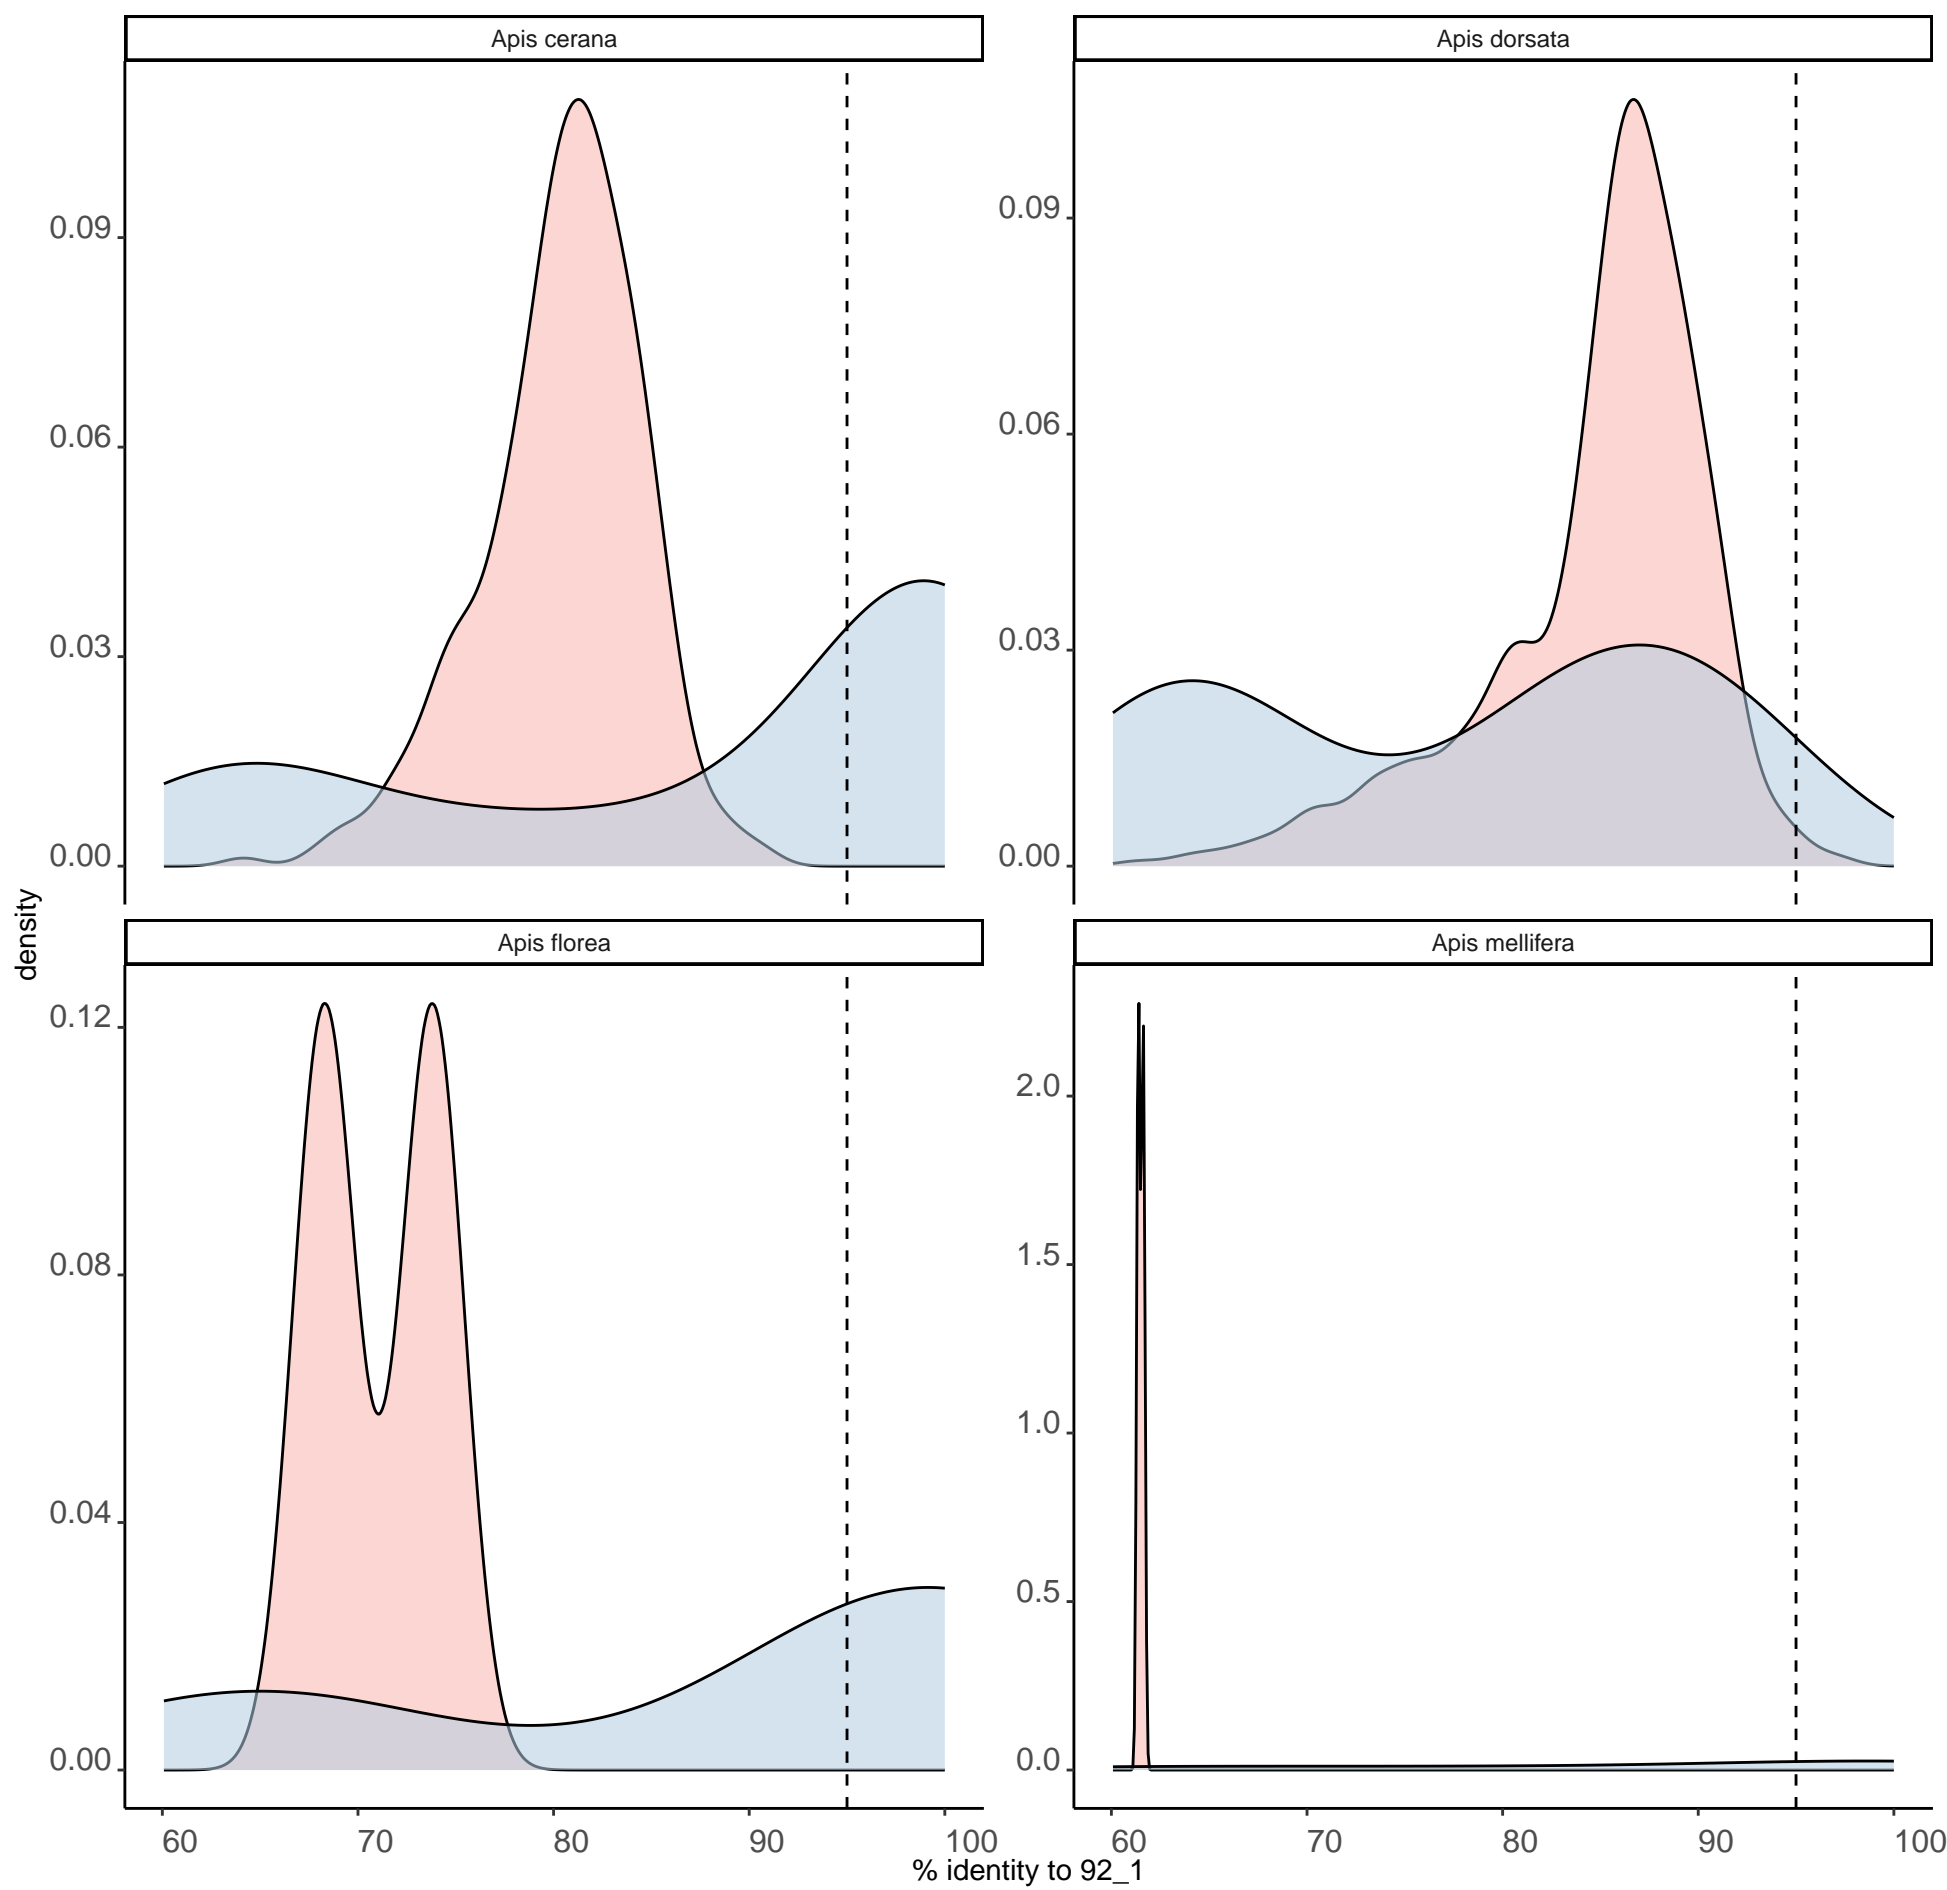 Apis cerana
Apis dorsata
0.09
0.06
0.03
0.00
0.09
0.06
0.03
0.00
density
Apis florea
Apis mellifera
0.12
0.08
0.04
0.00
2.0
1.5
1.0
0.5
0.0
60 70 80 90 100
60 70 80 90 100
% identity to 92_1